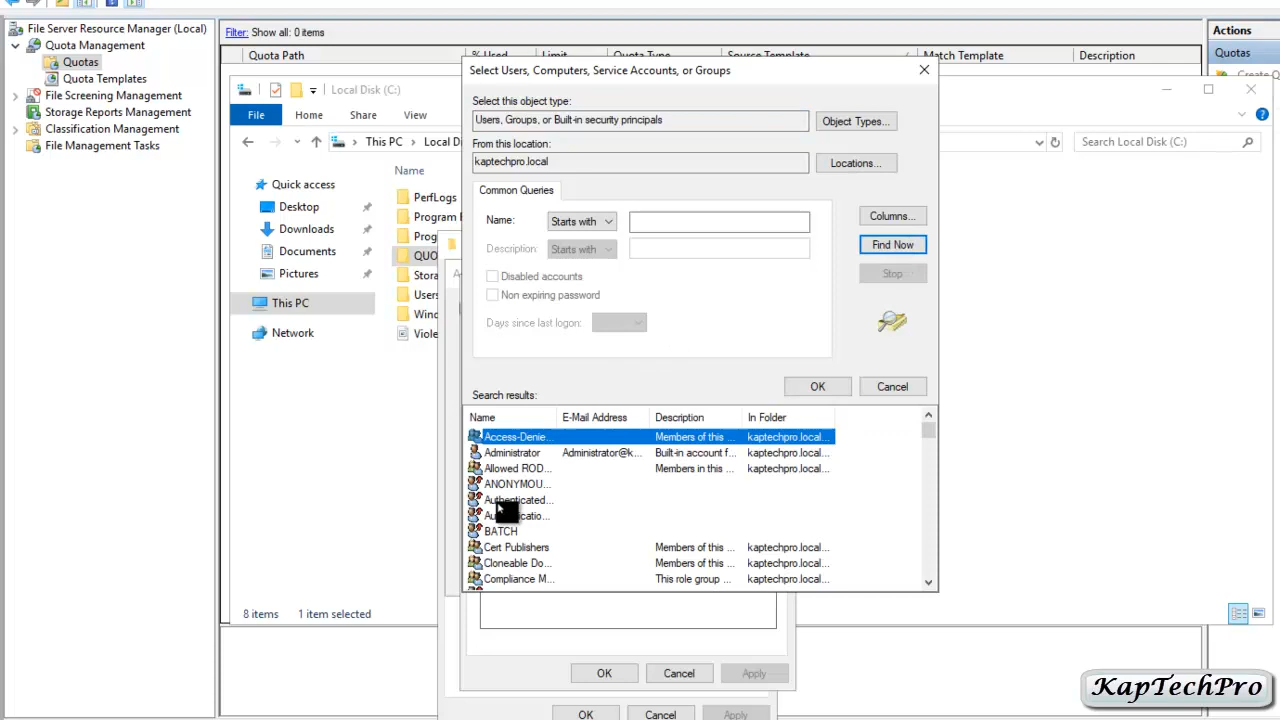 File Server Resource Manager (Local)
Quota Management
Quotas
Quota Templates
File Screening Management
Storage Reports Management
Classification Management
File Management Tasks
Filter: Show all: 0 items
Quota Path
% Used
Limit
Quota Type
Source Template
Match Template
Description
Actions
Quotas
Local Disk (C:)
File
Home
Share
View
This PC
Search Local Disk (C:)
Quick access
Desktop
Downloads
Documents
Pictures
This PC
Network
Name
PerfLogs
8 items
1 item selected
Select Users, Computers, Service Accounts, or Groups
Select this object type:
Users, Groups, or Built-in security principals
Object Types...
From this location:
kaptechpro.local
Locations...
Common Queries
Name:
Starts with
Description:
Starts with
Disabled accounts
Non expiring password
Days since last logon:
Columns...
Find Now
Stop
OK
Cancel
Search results:
Name E-Mail Address Description In Folder
Access-Denie... Members of this ... kaptechpro.local...
Administrator Administrator@k... Built-in account f... kaptechpro.local...
Allowed ROD... Members in this ... kaptechpro.local...
ANONYMOU...
Authenticated...
BATCH
Cert Publishers Members of this ... kaptechpro.local...
Cloneable Do... Members of this ... kaptechpro.local...
Compliance M... This role group ... kaptechpro.local...
OK
Cancel
Apply
OK
Cancel
Apply
KapTechPro